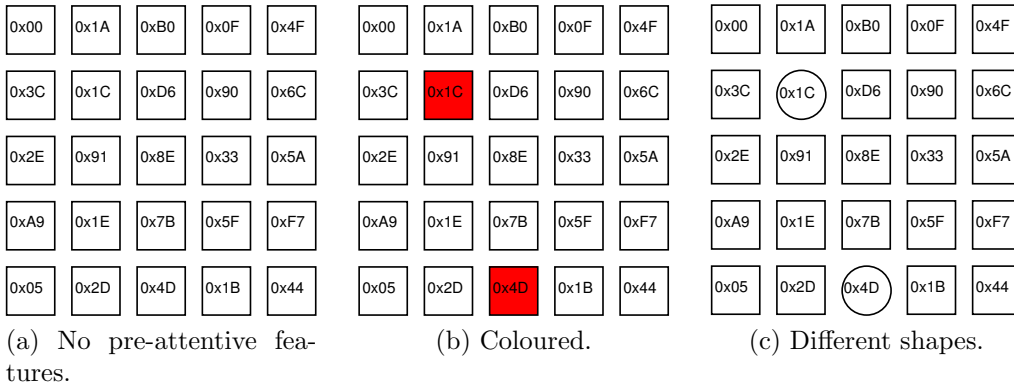 0x00 0x1A 0xB0 0x0F 0x4F
0x3C 0x1C 0xD6 0x90 0x6C
0x2E 0x91 0x8E 0x33 0x5A
0xA9 0x1E 0x7B 0x5F 0xF7
0x05 0x2D 0x4D 0x1B 0x44
(a) No pre-attentive fea-
tures.
0x00 0x1A 0xB0 0x0F 0x4F
0x3C 0x1C 0xD6 0x90 0x6C
0x2E 0x91 0x8E 0x33 0x5A
0xA9 0x1E 0x7B 0x5F 0xF7
0x05 0x2D 0x4D 0x1B 0x44
(b) Coloured.
0x00 0x1A 0xB0 0x0F 0x4F
0x3C 0x1C 0xD6 0x90 0x6C
0x2E 0x91 0x8E 0x33 0x5A
0xA9 0x1E 0x7B 0x5F 0xF7
0x05 0x2D 0x4D 0x1B 0x44
(c) Different shapes.